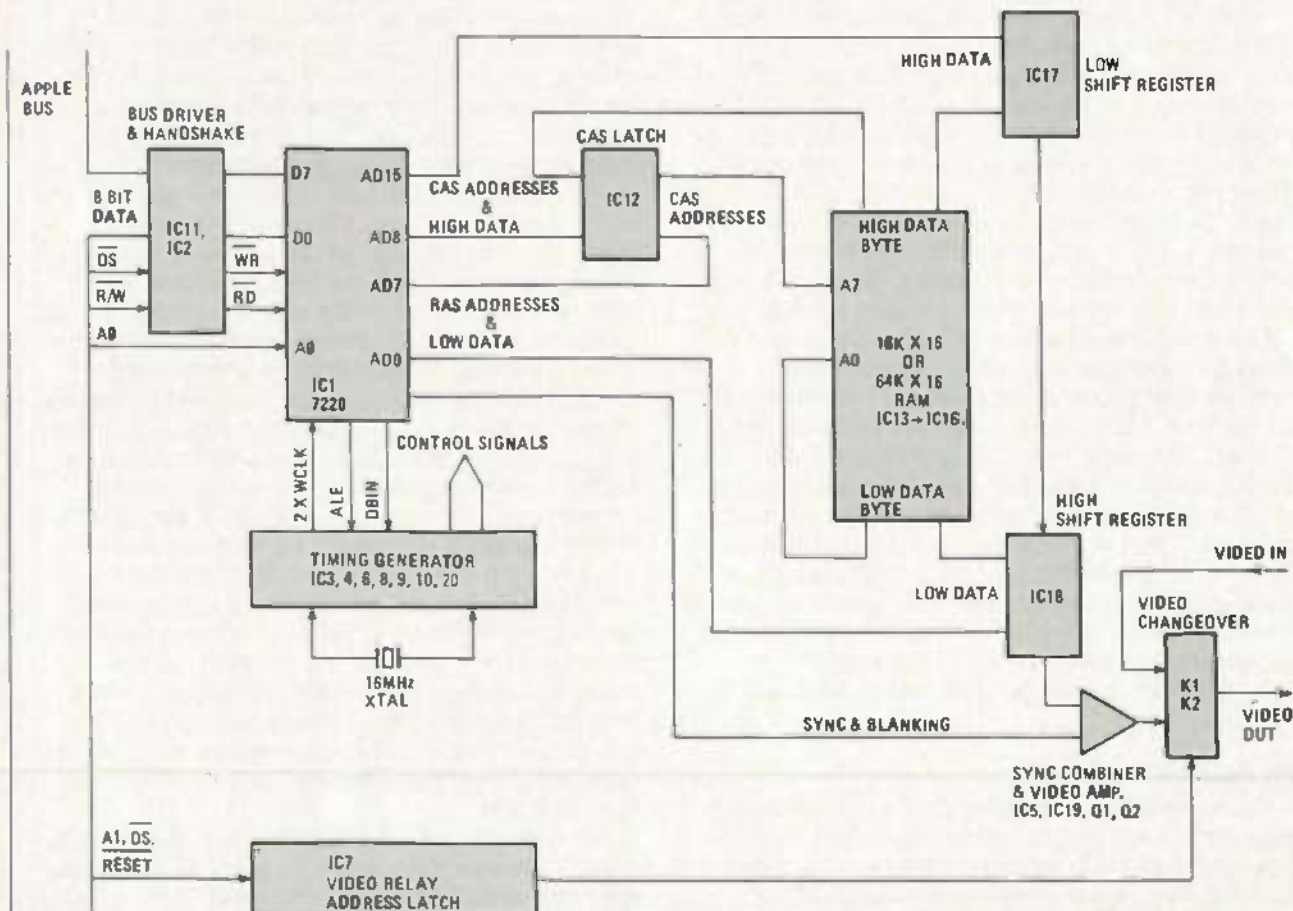 APPLE
BUS
BUS DRIVER
& HANDSHAKE
8 BIT
DATA
IC11,
IC2
DS
R/W
A0
WR
RD
D7
D0
A0
IC1
7220
AD15
AD8
AD7
AD0
CAS ADDRESSES
&
HIGH DATA
RAS ADDRESSES
&
LOW DATA
CAS LATCH
IC12
CAS
ADDRESSES
HIGH DATA
IC17
LOW
SHIFT REGISTER
HIGH DATA
BYTE
A7
A0
16K X 16
OR
64K X 16
RAM
IC13→IC16.
LOW DATA
BYTE
2 X WCLK
ALE
DBIN
CONTROL SIGNALS
TIMING GENERATOR
IC3, 4, 6, 8, 9, 10, 20
16MHz
XTAL
HIGH
SHIFT REGISTER
LOW DATA
IC18
VIDEO IN
VIDEO
CHANGEOVER
K1
K2
VIDEO
OUT
SYNC & BLANKING
SYNC COMBINER
& VIDEO AMP.
IC5, IC19, Q1, Q2
A1, DS,
RESET
IC7
VIDEO RELAY
ADDRESS LATCH